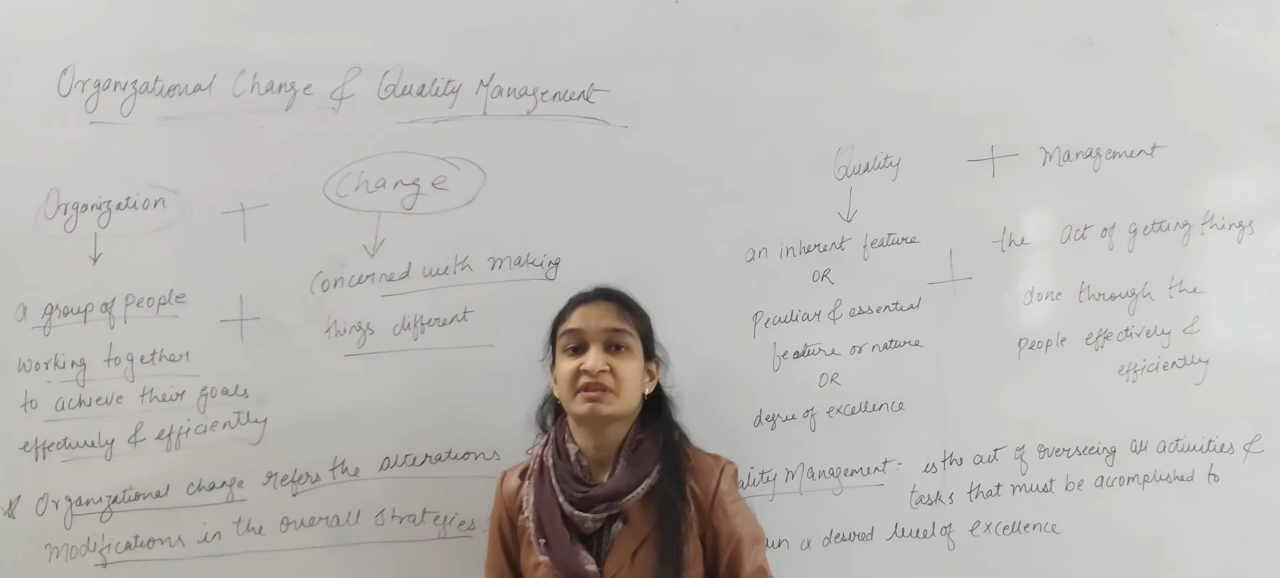 Organizational Change & Quality Management
Organization + Change
a group of people
working together
to achieve their goals
effectively & efficiently
+
Concerned with making
things different
* Organizational change refers the alterations
modifications in the overall strategies.
Quality + Management
an inherent feature
OR
Peculiar & essential
feature or nature
OR
degree of excellence
+
the act of getting things
done through the
People effectively &
efficiently
ality Management:- is the act of overseeing all activities &
tasks that must be accomplished to
a desired level of excellence